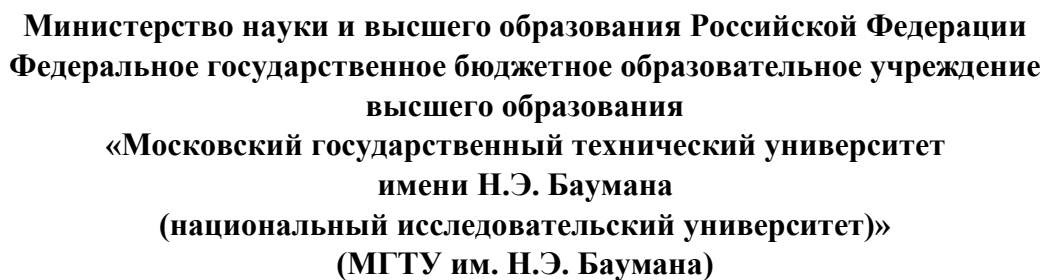 Министерство науки и высшего образования Российской Федерации
Федеральное государственное бюджетное образовательное учреждение
высшего образования
«Московский государственный технический университет
имени Н.Э. Баумана
(национальный исследовательский университет)»
(МГТУ им. Н.Э. Баумана)